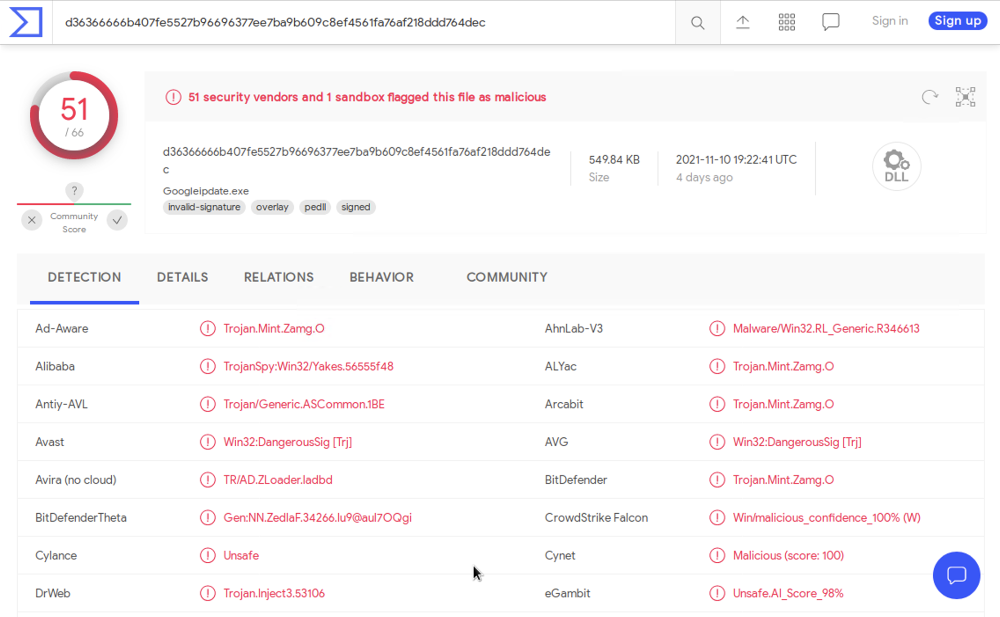 d36366666b407fe5527b96696377ee7ba9b609c8ef4561fa76af218ddd764dec
Sign in
Sign up
51
/ 66
51 security vendors and 1 sandbox flagged this file as malicious
d36366666b407fe5527b96696377ee7ba9b609c8ef4561fa76af218ddd764de
c
Googleipdate.exe
invalid-signature overlay pedll signed
549.84 KB
Size
2021-11-10 19:22:41 UTC
4 days ago
DLL
?
Community
Score
DETECTION DETAILS RELATIONS BEHAVIOR COMMUNITY
Ad-Aware Trojan.Mint.Zamg.O AhnLab-V3 Malware/Win32.RL_Generic.R346613
Alibaba TrojanSpy:Win32/Yakes.56555f48 ALYac Trojan.Mint.Zamg.O
Antiy-AVL Trojan/Generic.ASCommon.1BE Arcabit Trojan.Mint.Zamg.O
Avast Win32:DangerousSig [Trj] AVG Win32:DangerousSig [Trj]
Avira (no cloud) TR/AD.ZLoader.ladbd BitDefender Trojan.Mint.Zamg.O
BitDefenderTheta Gen:NN.ZedlaF.34266.lu9@aul7OQgi CrowdStrike Falcon Win/malicious_confidence_100% (W)
Cylance Unsafe Cynet Malicious (score: 100)
DrWeb Trojan.Inject3.53106 eGambit Unsafe.AI_Score_98%